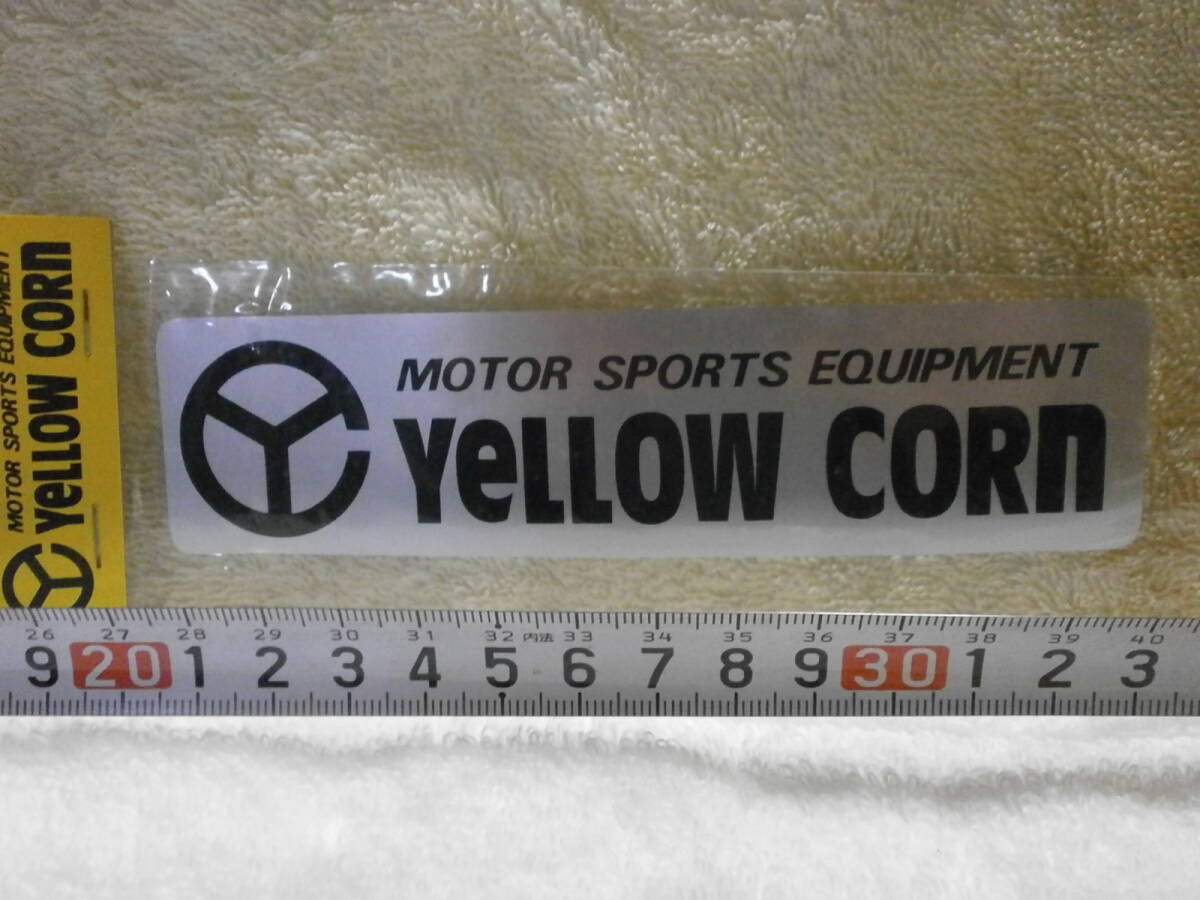 MOTOR SPORTS EQUIPMENT
YeLLOW CORn
MOTOR SPORTS EQUIPMENT
YeLLOW CORn
26 27 28 29 30 31 32 内法 33 34 35 36 37 38 39 40
9 20 1 2 3 4 5 6 7 8 9 30 1 2 3